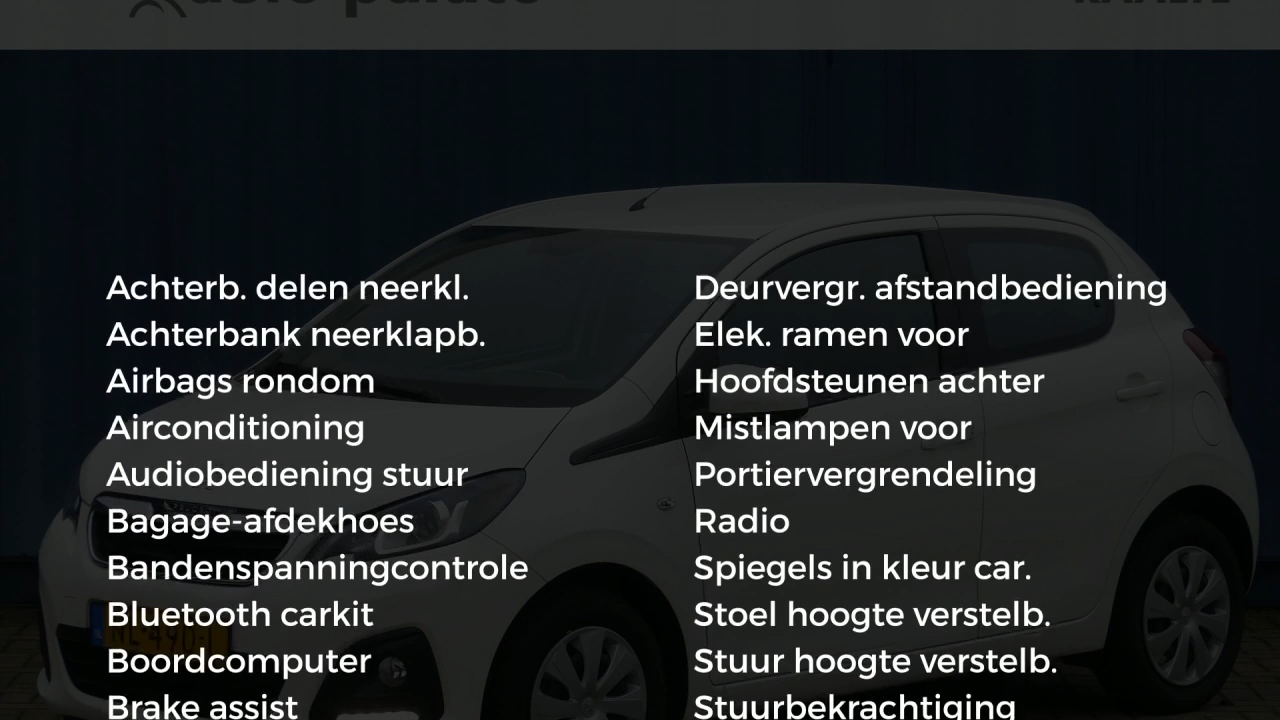 Achterb. delen neerkl.
Achterbank neerklapb.
Airbags rondom
Airconditioning
Audiobediening stuur
Bagage-afdekhoes
Bandenspanningcontrole
Bluetooth carkit
Boordcomputer
Brake assist
Deurvergr. afstandbediening
Elek. ramen voor
Hoofdsteunen achter
Mistlampen voor
Portiervergrendeling
Radio
Spiegels in kleur car.
Stoel hoogte verstelb.
Stuur hoogte verstelb.
Stuurbekrachtiging